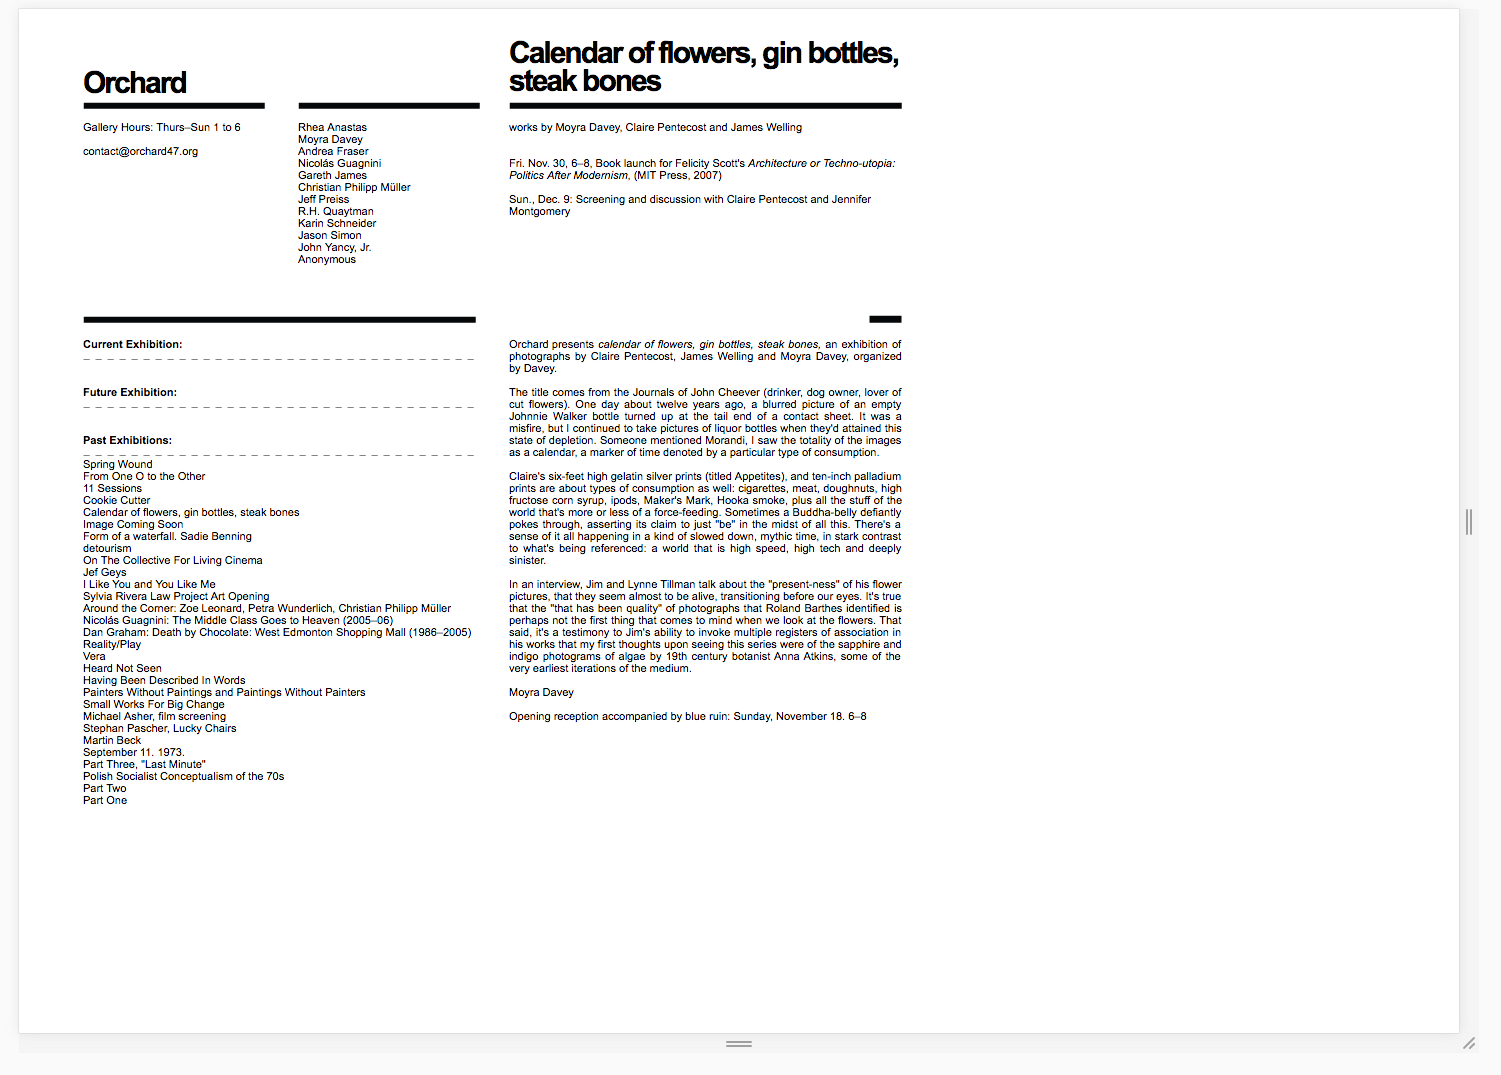 Orchard
Gallery Hours: Thurs–Sun 1 to 6
contact@orchard47.org
Rhea Anastas
Moyra Davey
Andrea Fraser
Nicolás Guagnini
Gareth James
Christian Philipp Müller
Jeff Preiss
R.H. Quaytman
Karin Schneider
Jason Simon
John Yancy, Jr.
Anonymous
Calendar of flowers, gin bottles,
steak bones
works by Moyra Davey, Claire Pentecost and James Welling
Fri. Nov. 30, 6–8, Book launch for Felicity Scott's Architecture or Techno-utopia:
Politics After Modernism, (MIT Press, 2007)
Sun., Dec. 9: Screening and discussion with Claire Pentecost and Jennifer
Montgomery
Current Exhibition:
Future Exhibition:
Past Exhibitions:
Spring Wound
From One O to the Other
11 Sessions
Cookie Cutter
Calendar of flowers, gin bottles, steak bones
Image Coming Soon
Form of a waterfall. Sadie Benning
detourism
On The Collective For Living Cinema
Jef Geys
I Like You and You Like Me
Sylvia Rivera Law Project Art Opening
Around the Corner: Zoe Leonard, Petra Wunderlich, Christian Philipp Müller
Nicolás Guagnini: The Middle Class Goes to Heaven (2005–06)
Dan Graham: Death by Chocolate: West Edmonton Shopping Mall (1986–2005)
Reality/Play
Vera
Heard Not Seen
Having Been Described In Words
Painters Without Paintings and Paintings Without Painters
Small Works For Big Change
Michael Asher, film screening
Stephan Pascher, Lucky Chairs
Martin Beck
September 11. 1973.
Part Three, "Last Minute"
Polish Socialist Conceptualism of the 70s
Part Two
Part One
Orchard presents calendar of flowers, gin bottles, steak bones, an exhibition of
photographs by Claire Pentecost, James Welling and Moyra Davey, organized
by Davey.
The title comes from the Journals of John Cheever (drinker, dog owner, lover of
cut flowers). One day about twelve years ago, a blurred picture of an empty
Johnnie Walker bottle turned up at the tail end of a contact sheet. It was a
misfire, but I continued to take pictures of liquor bottles when they'd attained this
state of depletion. Someone mentioned Morandi, I saw the totality of the images
as a calendar, a marker of time denoted by a particular type of consumption.
Claire's six-feet high gelatin silver prints (titled Appetites), and ten-inch palladium
prints are about types of consumption as well: cigarettes, meat, doughnuts, high
fructose corn syrup, ipods, Maker's Mark, Hooka smoke, plus all the stuff of the
world that's more or less of a force-feeding. Sometimes a Buddha-belly defiantly
pokes through, asserting its claim to just "be" in the midst of all this. There's a
sense of it all happening in a kind of slowed down, mythic time, in stark contrast
to what's being referenced: a world that is high speed, high tech and deeply
sinister.
In an interview, Jim and Lynne Tillman talk about the "present-ness" of his flower
pictures, that they seem almost to be alive, transitioning before our eyes. It's true
that the "that has been quality" of photographs that Roland Barthes identified is
perhaps not the first thing that comes to mind when we look at the flowers. That
said, it's a testimony to Jim's ability to invoke multiple registers of association in
his works that my first thoughts upon seeing this series were of the sapphire and
indigo photograms of algae by 19th century botanist Anna Atkins, some of the
very earliest iterations of the medium.
Moyra Davey
Opening reception accompanied by blue ruin: Sunday, November 18. 6–8